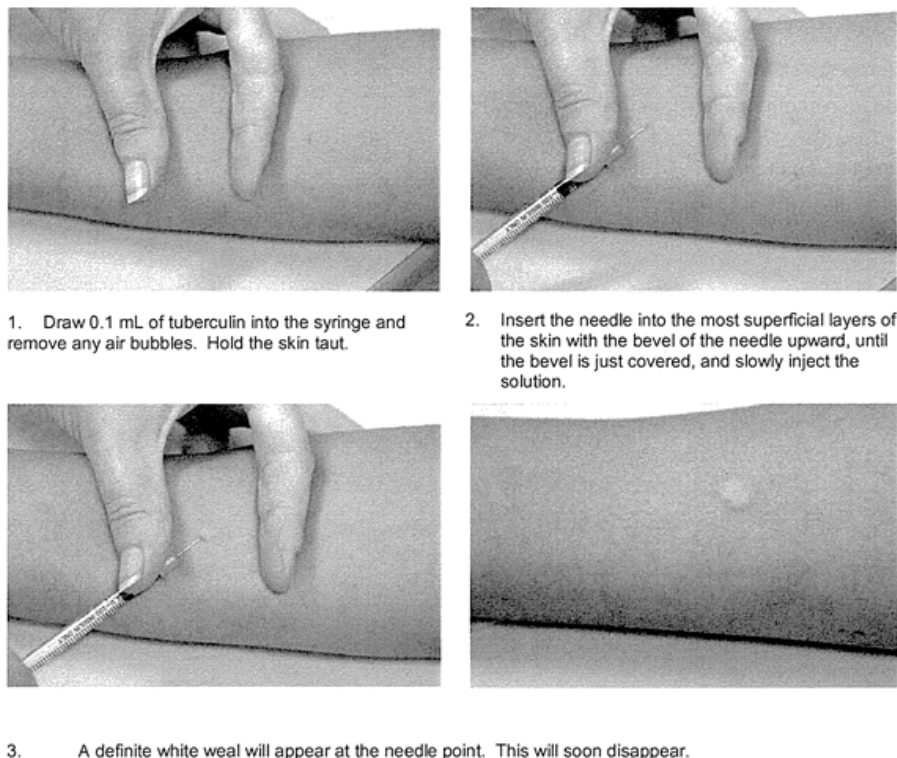 1. Draw 0.1 mL of tuberculin into the syringe and
remove any air bubbles. Hold the skin taut.
2. Insert the needle into the most superficial layers of
the skin with the bevel of the needle upward, until
the bevel is just covered, and slowly inject the
solution.
3. A definite white weal will appear at the needle point. This will soon disappear.